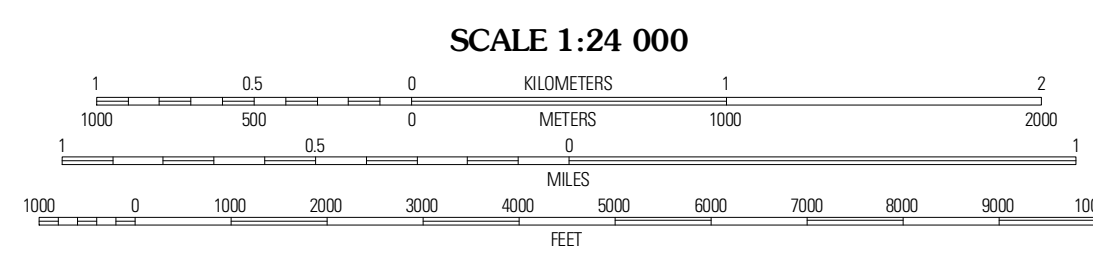 SCALE 1:24 000
1 0.5 0 KILOMETERS 1 2
1000 500 0 METERS 1000 2000
1 0.5 0 1
MILES
1000 0 1000 2000 3000 4000 5000 6000 7000 8000 9000
FEET